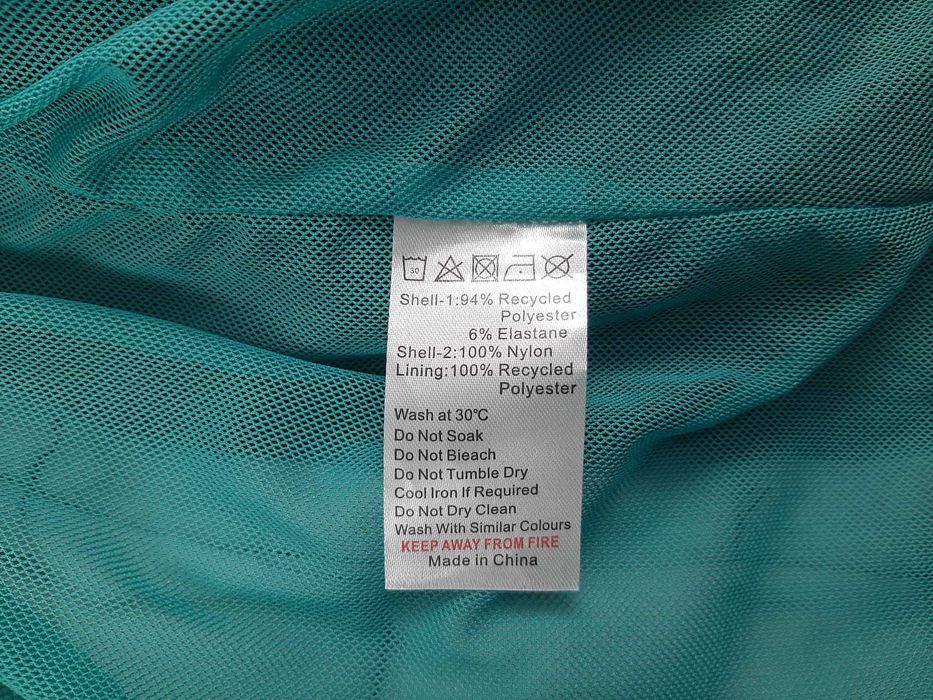 30
Shell-1:94% Recycled
Polyester
6% Elastane
Shell-2:100% Nylon
Lining:100% Recycled
Polyester
Wash at 30℃
Do Not Soak
Do Not Bleach
Do Not Tumble Dry
Cool Iron If Required
Do Not Dry Clean
Wash With Similar Colours
KEEP AWAY FROM FIRE
Made in China